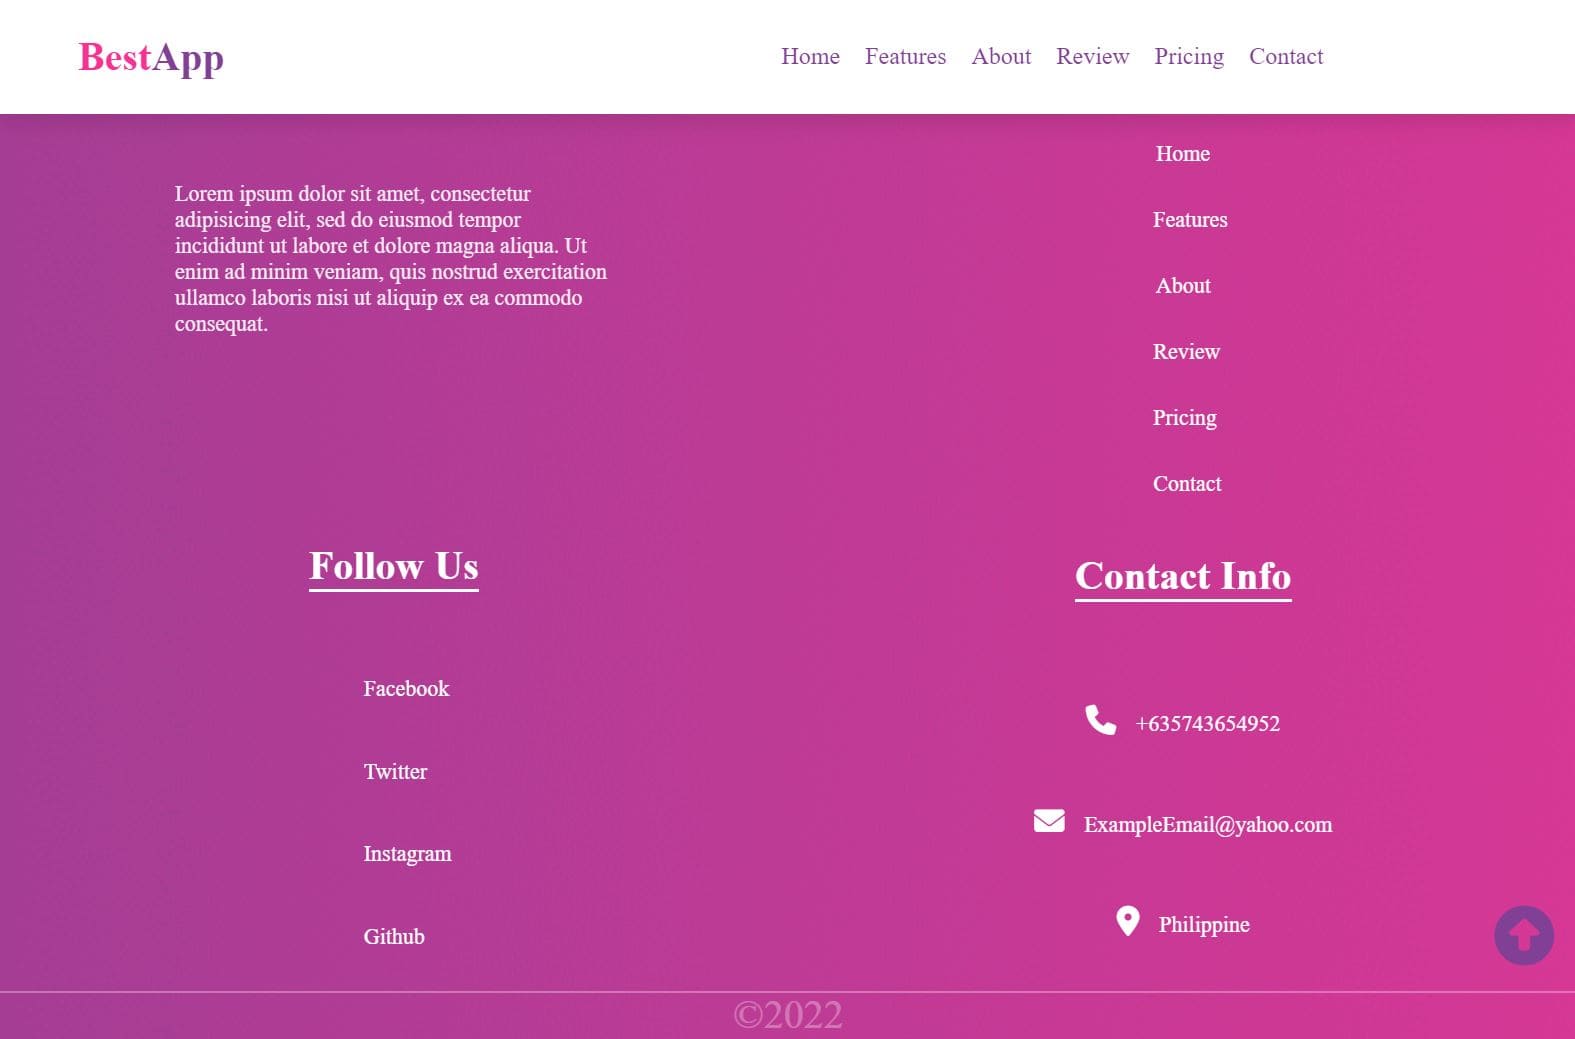 BestApp
Home Features About Review Pricing Contact
Lorem ipsum dolor sit amet, consectetur
adipisicing elit, sed do eiusmod tempor
incididunt ut labore et dolore magna aliqua. Ut
enim ad minim veniam, quis nostrud exercitation
ullamco laboris nisi ut aliquip ex ea commodo
consequat.
Home
Features
About
Review
Pricing
Contact
Follow Us
Facebook
Twitter
Instagram
Github
Contact Info
+635743654952
ExampleEmail@yahoo.com
Philippine
©2022